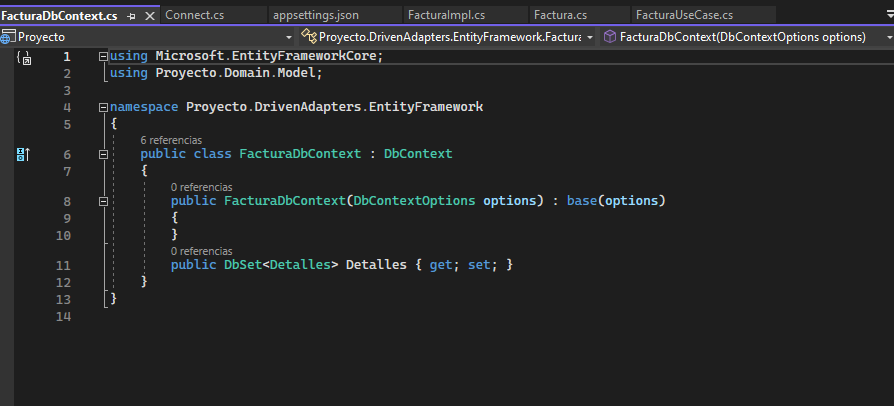 FacturaDbContext.cs Connect.cs appsettings.json FacturaImpl.cs Factura.cs FacturaUseCase.cs
Proyecto Proyecto.DrivenAdapters.EntityFramework.Factura FacturaDbContext(DbContextOptions options)
1 using Microsoft.EntityFrameworkCore;
2 using Proyecto.Domain.Model;
3
4 namespace Proyecto.DrivenAdapters.EntityFramework
5 {
6 referencias
6 public class FacturaDbContext : DbContext
7 {
0 referencias
8 public FacturaDbContext(DbContextOptions options) : base(options)
9 {
10 }
0 referencias
11 public DbSet<Detalles> Detalles { get; set; }
12 }
13 }
14